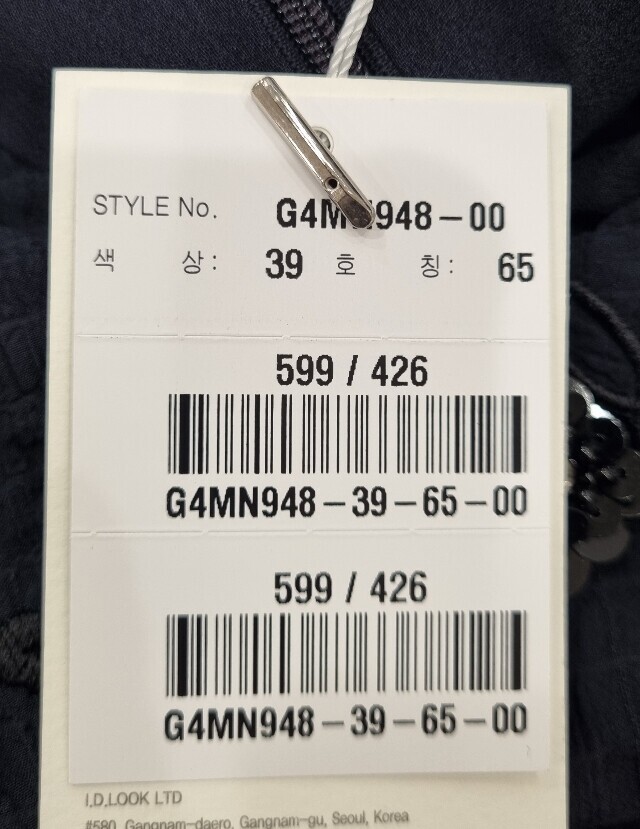 STYLE No. G4MN948-00
색 상: 39 호 칭: 65
599 / 426
G4MN948-39-65-00
599 / 426
G4MN948-39-65-00
I.D.LOOK LTD
#580, Gangnam-daero, Gangnam-gu, Seoul, Korea